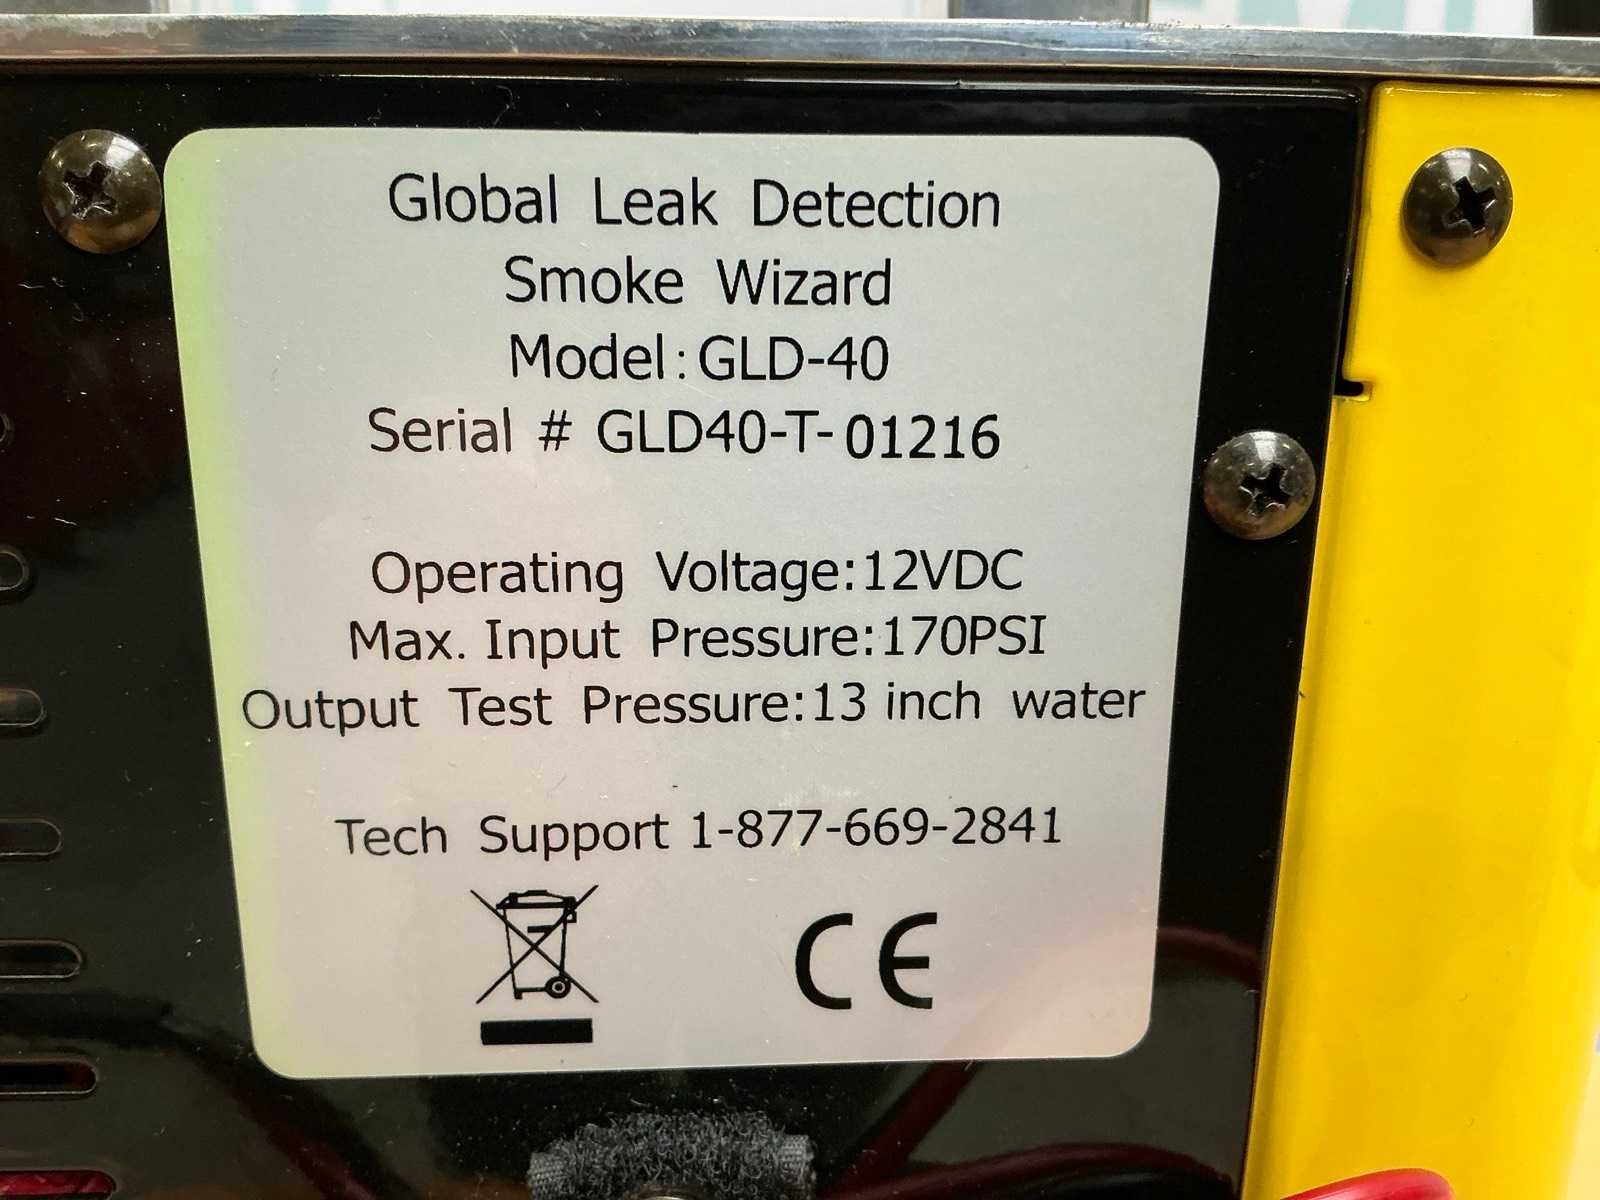 Global Leak Detection
Smoke Wizard
Model: GLD-40
Serial # GLD40-T-01216
Operating Voltage:12VDC
Max. Input Pressure:170PSI
Output Test Pressure:13 inch water
Tech Support 1-877-669-2841
CE